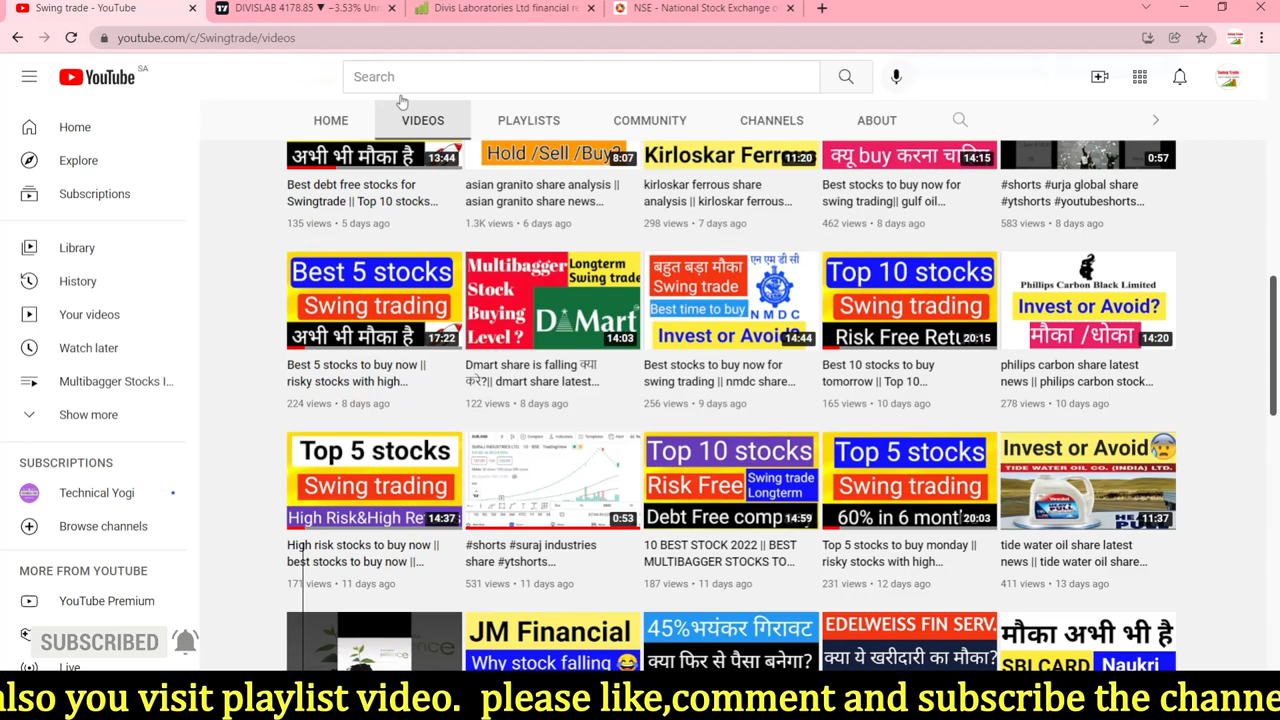 Swing trade - YouTube
DIVISLAB 4178.85 ▼ −3.53% Unn
Divis Laboratories Ltd financial re
NSE - National Stock Exchange o
youtube.com/c/Swingtrade/videos
YouTube SA
Search
HOME VIDEOS PLAYLISTS COMMUNITY CHANNELS ABOUT
Home
Explore
Subscriptions
Library
History
Your videos
Watch later
Multibagger Stocks I...
Show more
SUBSCRIPTIONS
Technical Yogi
Browse channels
MORE FROM YOUTUBE
YouTube Premium
Live
SUBSCRIBED
अभी भी मौका है 13:44
Best debt free stocks for
Swingtrade || Top 10 stocks...
135 views • 5 days ago
Hold /Sell /Buy? 8:07
asian granito share analysis ||
asian granito share news...
1.3K views • 6 days ago
Kirloskar Ferrous 11:20
kirloskar ferrous share
analysis || kirloskar ferrous...
298 views • 7 days ago
क्यू buy करना चाहि 14:15
Best stocks to buy now for
swing trading|| gulf oil...
462 views • 8 days ago
0:57
#shorts #urja global share
#ytshorts #youtubeshorts...
583 views • 8 days ago
Best 5 stocks
Swing trading
अभी भी मौका है 17:22
Best 5 stocks to buy now ||
risky stocks with high...
224 views • 8 days ago
Multibagger
Stock
Buying
Level ?
Longterm
Swing trade
DMart
14:03
Dmart share is falling क्या
करे?|| dmart share latest...
122 views • 8 days ago
बहुत बड़ा मौका
Swing trade
Best time to buy
एन एम डी सी
NMDC
Invest or Avoid? 14:44
Best stocks to buy now for
swing trading || nmdc share...
256 views • 9 days ago
Top 10 stocks
Swing trading
Risk Free Retu 20:15
Best 10 stocks to buy
tomorrow || Top 10...
165 views • 10 days ago
Phillips Carbon Black Limited
Invest or Avoid?
मौका /धोका 14:20
philips carbon share latest
news || philips carbon stock...
278 views • 10 days ago
Top 5 stocks
Swing trading
High Risk&High Re 14:37
High risk stocks to buy now ||
best stocks to buy now ||...
171 views • 11 days ago
0:53
#shorts #suraj industries
share #ytshorts...
531 views • 11 days ago
Top 10 stocks
Risk Free
Swing trade
Longterm
Debt Free comp 14:59
10 BEST STOCK 2022 || BEST
MULTIBAGGER STOCKS TO...
187 views • 11 days ago
Top 5 stocks
Swing trading
60% in 6 mont 20:03
Top 5 stocks to buy monday ||
risky stocks with high...
231 views • 12 days ago
Invest or Avoid
TIDE WATER OIL CO. (INDIA) LTD.
11:37
tide water oil share latest
news || tide water oil share...
411 views • 13 days ago
JM Financial
Why stock falling
45%भयंकर गिरावट
क्या फिर से पैसा बनेगा?
EDELWEISS FIN SERV.
क्या ये खरीदारी का मौका?
मौका अभी भी है
SBI CARD Naukri
also you visit playlist video. please like,comment and subscribe the channe